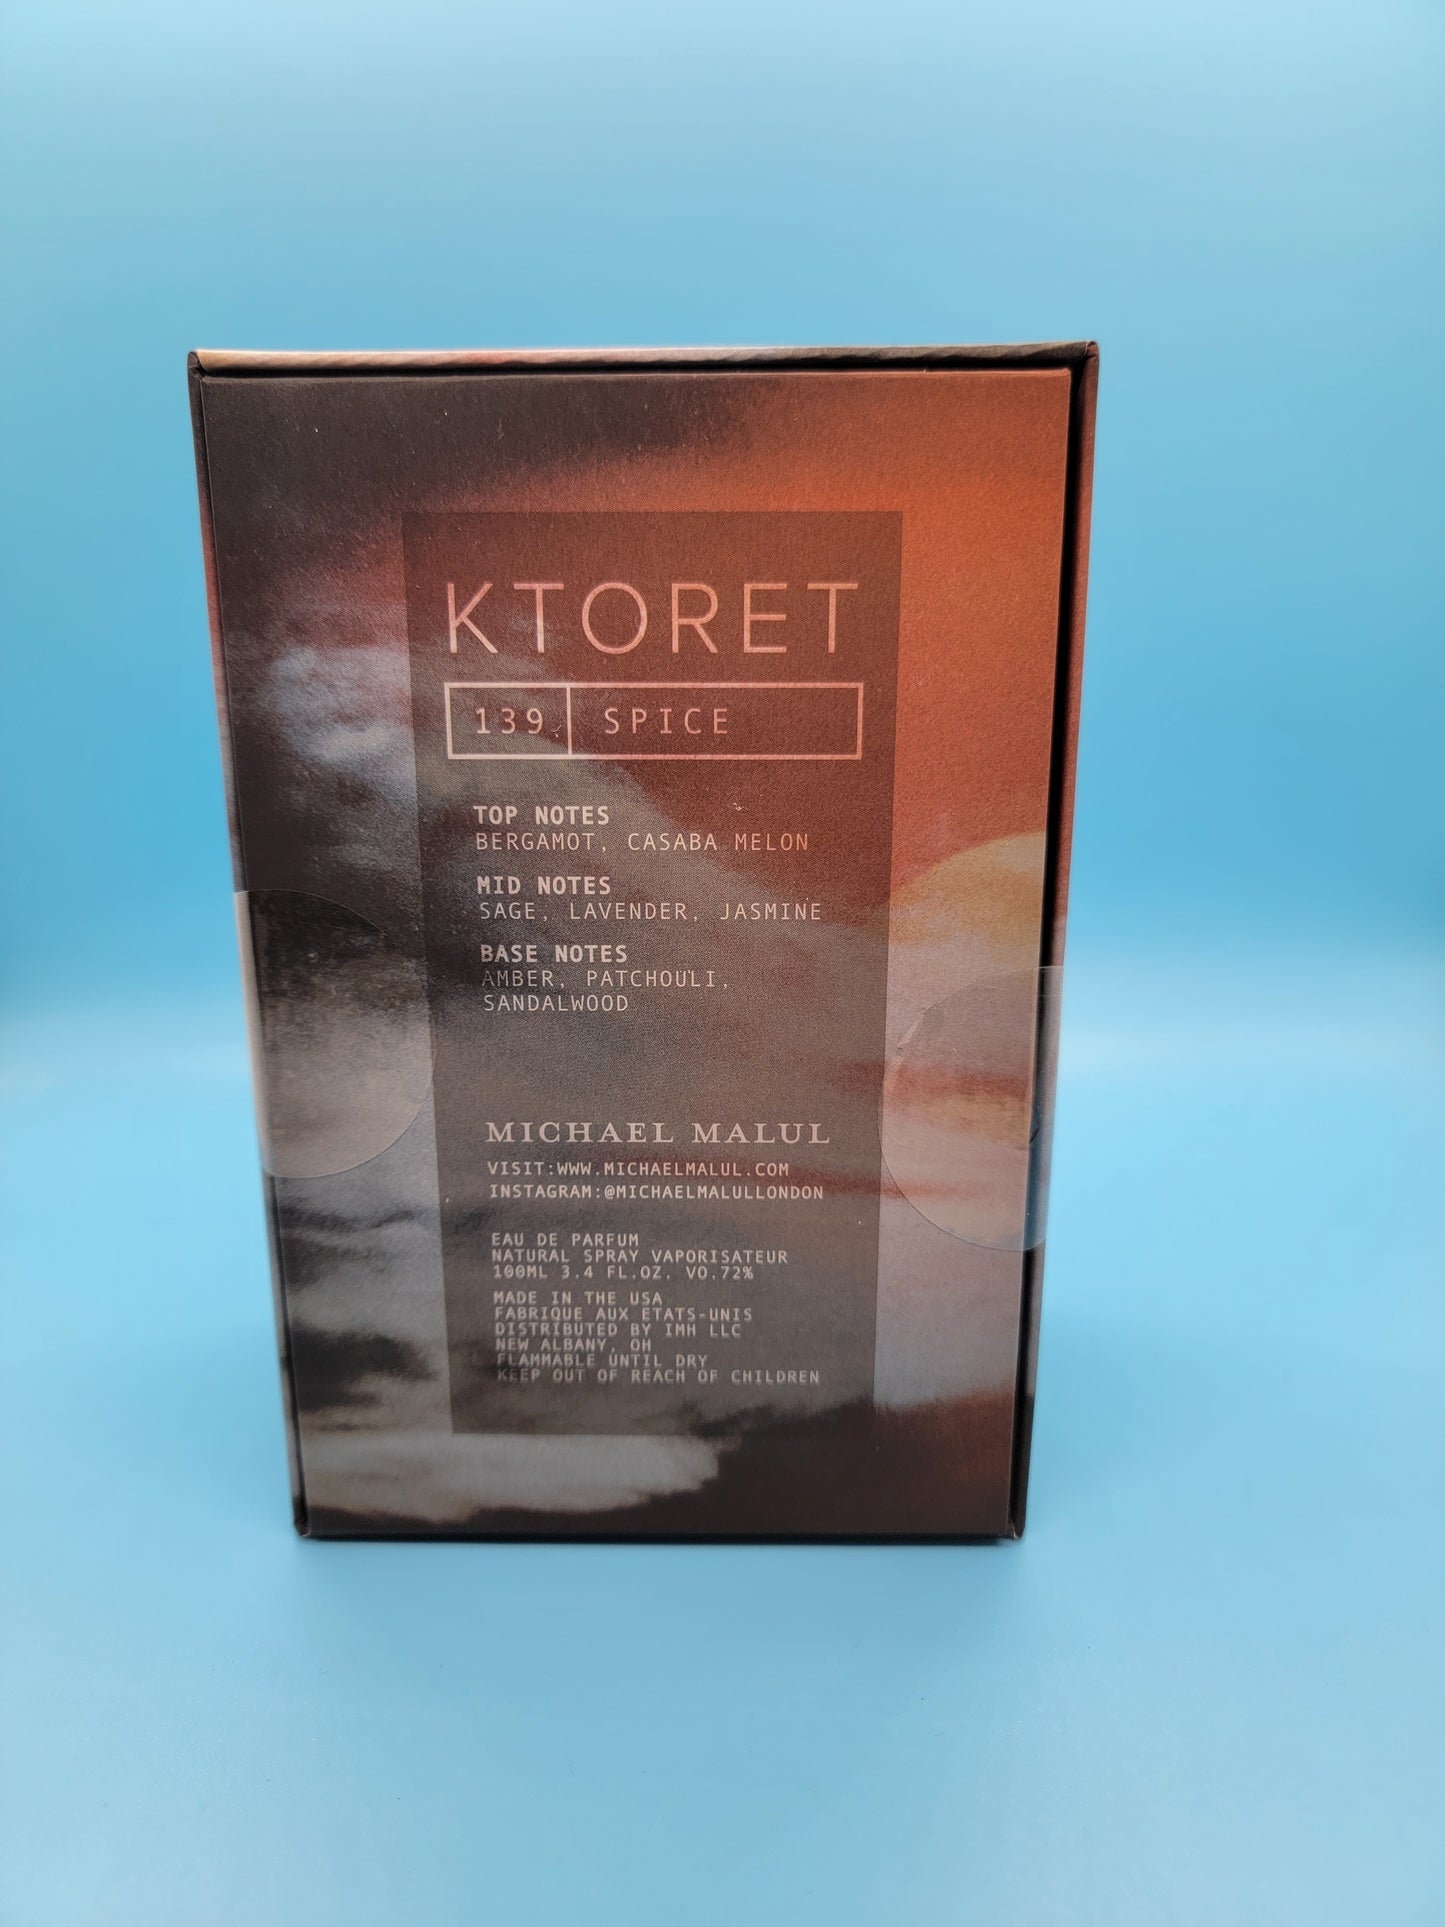 KTORET
139 SPICE
TOP NOTES
BERGAMOT, CASABA MELON
MID NOTES
SAGE, LAVENDER, JASMINE
BASE NOTES
AMBER, PATCHOULI,
SANDALWOOD
MICHAEL MALUL
VISIT:WWW.MICHAELMALUL.COM
INSTAGRAM:@MICHAELMALULLONDON
EAU DE PARFUM
NATURAL SPRAY VAPORISATEUR
100ML 3.4 FL.OZ. VO.72%
MADE IN THE USA
FABRIQUE AUX ETATS-UNIS
DISTRIBUTED BY IMH LLC
NEW ALBANY, OH
FLAMMABLE UNTIL DRY
KEEP OUT OF REACH OF CHILDREN